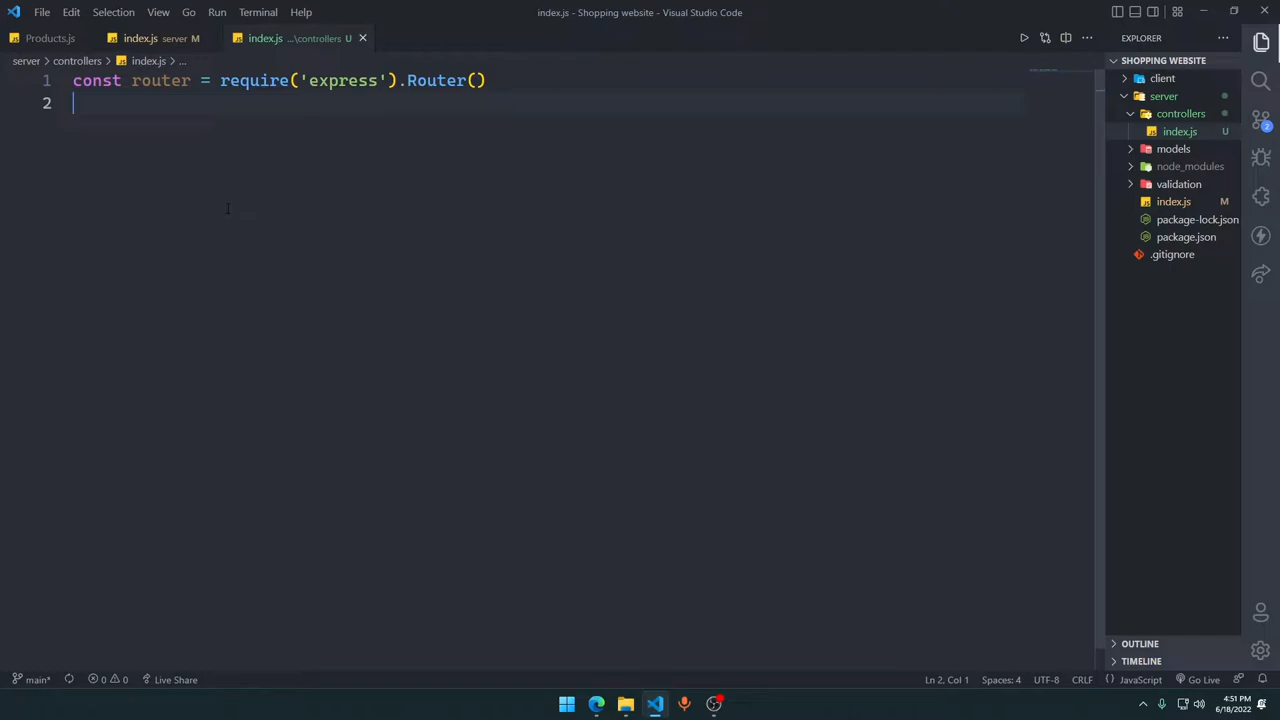 File Edit Selection View Go Run Terminal Help
index.js - Shopping website - Visual Studio Code
Products.js
index.js server M
index.js ...\controllers U
server > controllers > index.js > ...
1 const router = require('express').Router()
2
EXPLORER
SHOPPING WEBSITE
client
server
controllers
index.js U
models
node_modules
validation
index.js M
package-lock.json
package.json
.gitignore
OUTLINE
TIMELINE
2
main* 0 0 Live Share
Ln 2, Col 1 Spaces: 4 UTF-8 CRLF {} JavaScript Go Live
4:51 PM
6/18/2022